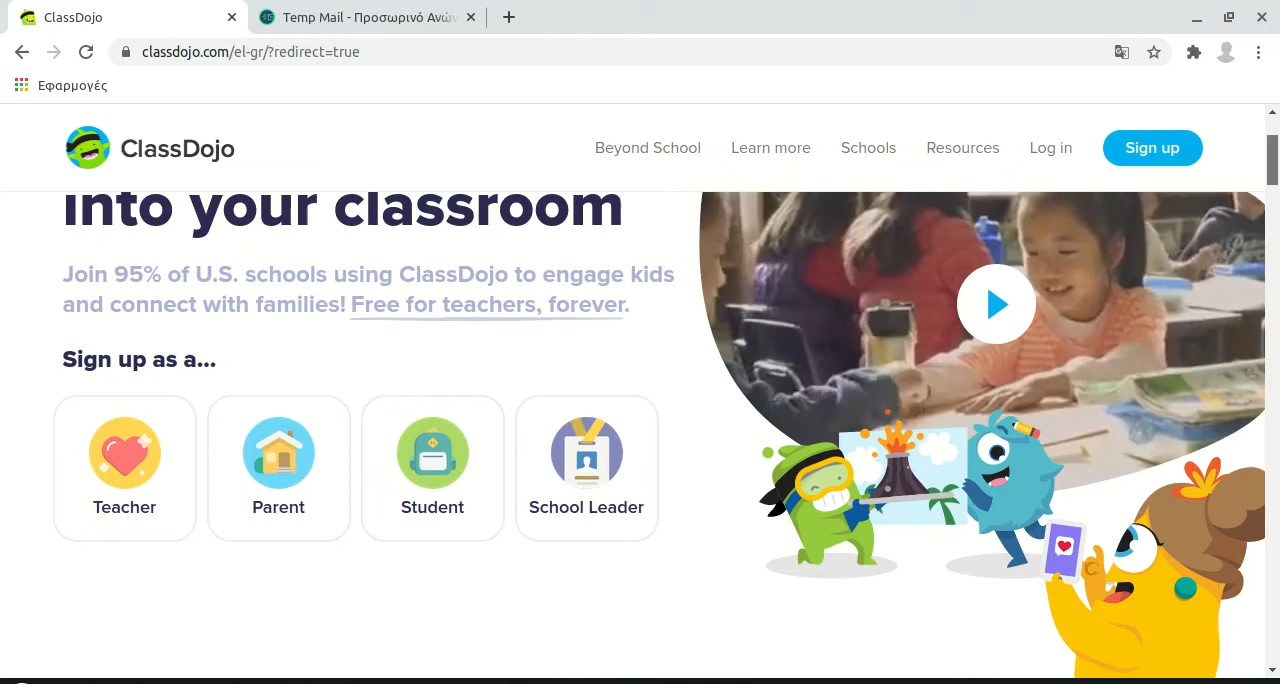 ClassDojo
Temp Mail - Προσωρινό Ανών
classdojo.com/el-gr/?redirect=true
Εφαρμογές
ClassDojo
Beyond School
Learn more
Schools
Resources
Log in
Sign up
into your classroom
Join 95% of U.S. schools using ClassDojo to engage kids
and connect with families! Free for teachers, forever.
Sign up as a...
Teacher
Parent
Student
School Leader